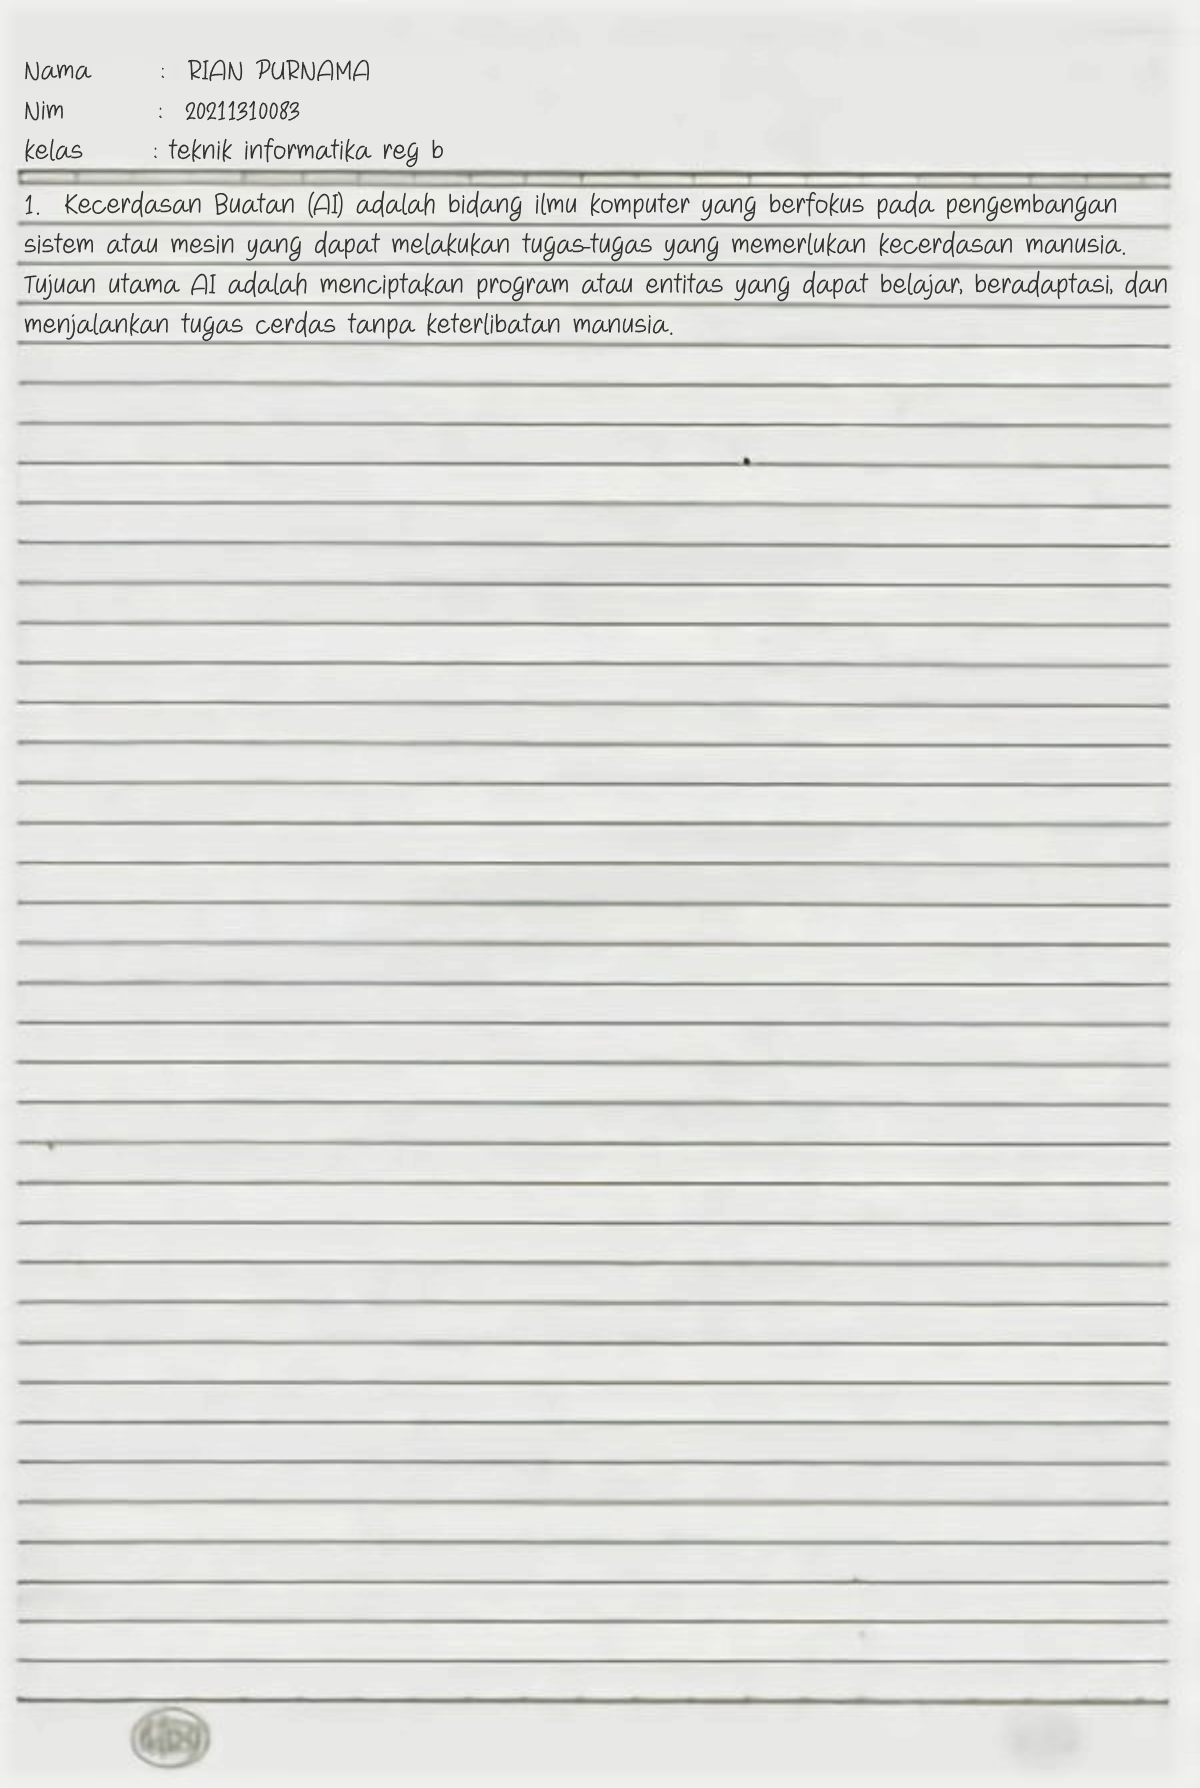 Nama : RIAN PURNAMA
Nim : 20211310083
kelas : teknik informatika reg b
1. Kecerdasan Buatan (AI) adalah bidang ilmu komputer yang berfokus pada pengembangan
sistem atau mesin yang dapat melakukan tugas-tugas yang memerlukan kecerdasan manusia.
Tujuan utama AI adalah menciptakan program atau entitas yang dapat belajar, beradaptasi, dan
menjalankan tugas cerdas tanpa keterlibatan manusia.